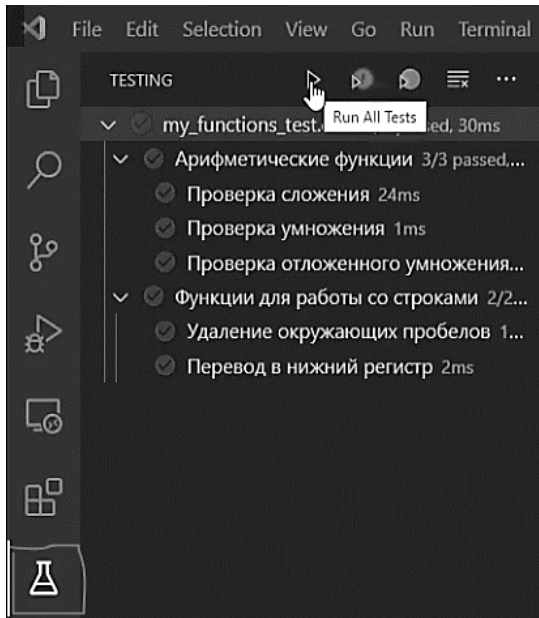 File Edit Selection View Go Run Terminal
TESTING
Run All Tests
my_functions_test. sed, 30ms
Арифметические функции 3/3 passed,...
Проверка сложения 24ms
Проверка умножения 1ms
Проверка отложенного умножения...
Функции для работы со строками 2/2...
Удаление окружающих пробелов 1...
Перевод в нижний регистр 2ms